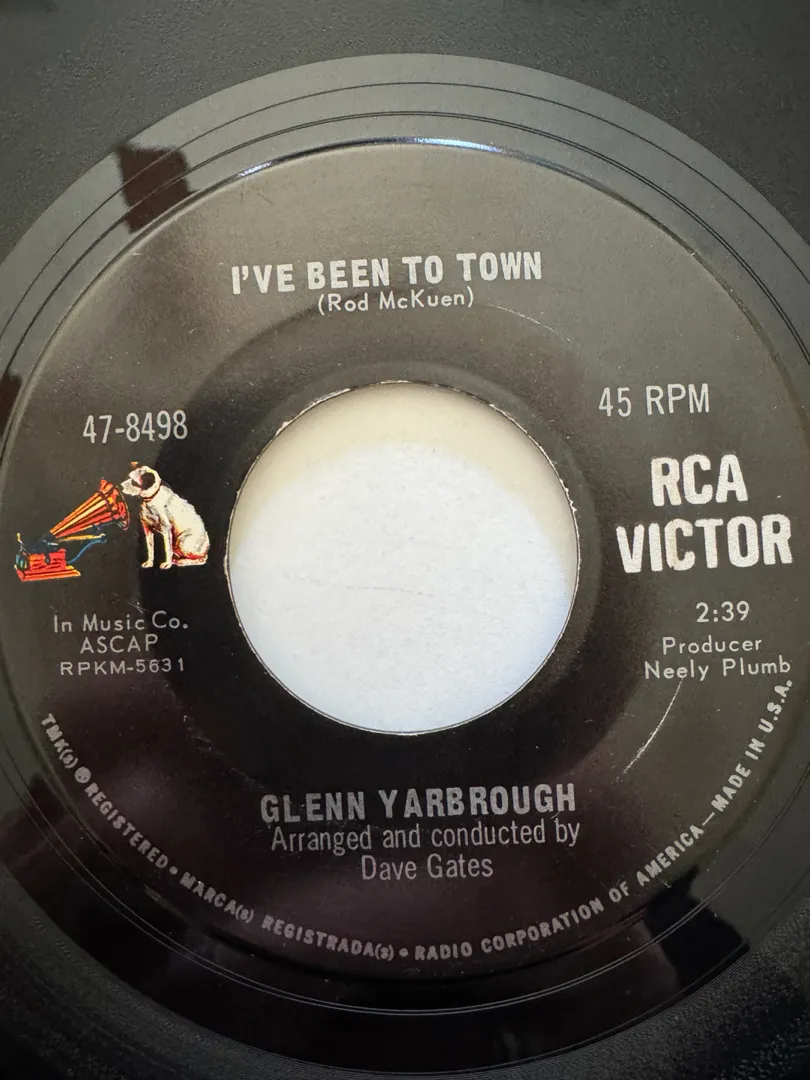 I'VE BEEN TO TOWN
(Rod McKuen)
47-8498
45 RPM
RCA
VICTOR
In Music Co.
ASCAP
RPKM-5631
2:39
Producer
Neely Plumb
GLENN YARBROUGH
Arranged and conducted by
Dave Gates
TMK(s) ® REGISTERED • MARCA(s) REGISTRADA(s) • RADIO CORPORATION OF AMERICA—MADE IN U.S.A.